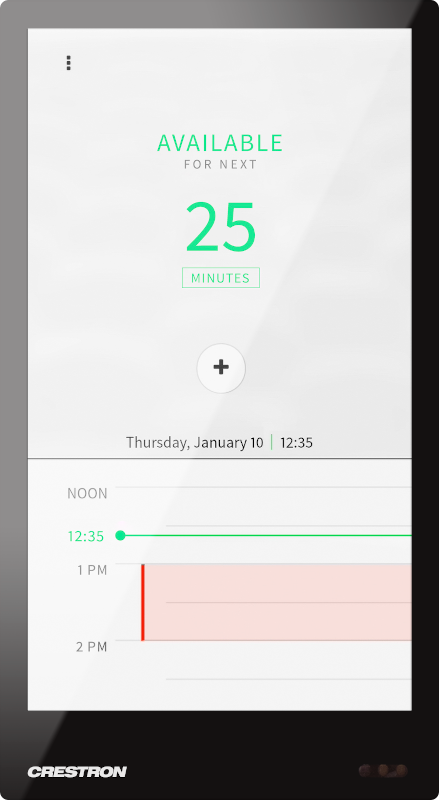 AVAILABLE
FOR NEXT
25
MINUTES
Thursday, January 10 | 12:35
NOON
12:35
1 PM
2 PM
CRESTRON